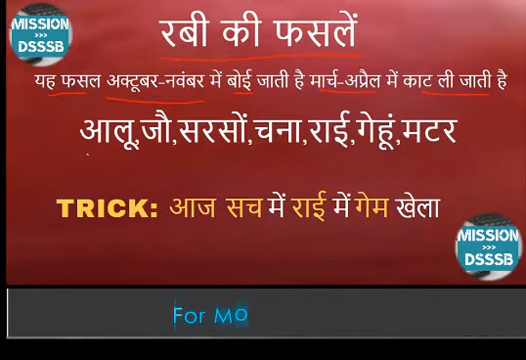 MISSION
>>>
DSSSB
रबी की फसलें
यह फसल अक्टूबर-नवंबर में बोई जाती है मार्च-अप्रैल में काट ली जाती है
आलू,जौ,सरसों,चना,राई,गेहूं,मटर
TRICK: आज सच में राई में गेम खेला
MISSION
>>>
DSSSB
For Mo